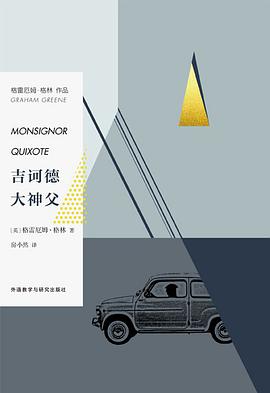 格雷厄姆·格林 作品
GRAHAM GREENE
MONSIGNOR
QUIXOTE
吉诃德
大神父
[英] 格雷厄姆·格林 著
房小然 译
外语教学与研究出版社